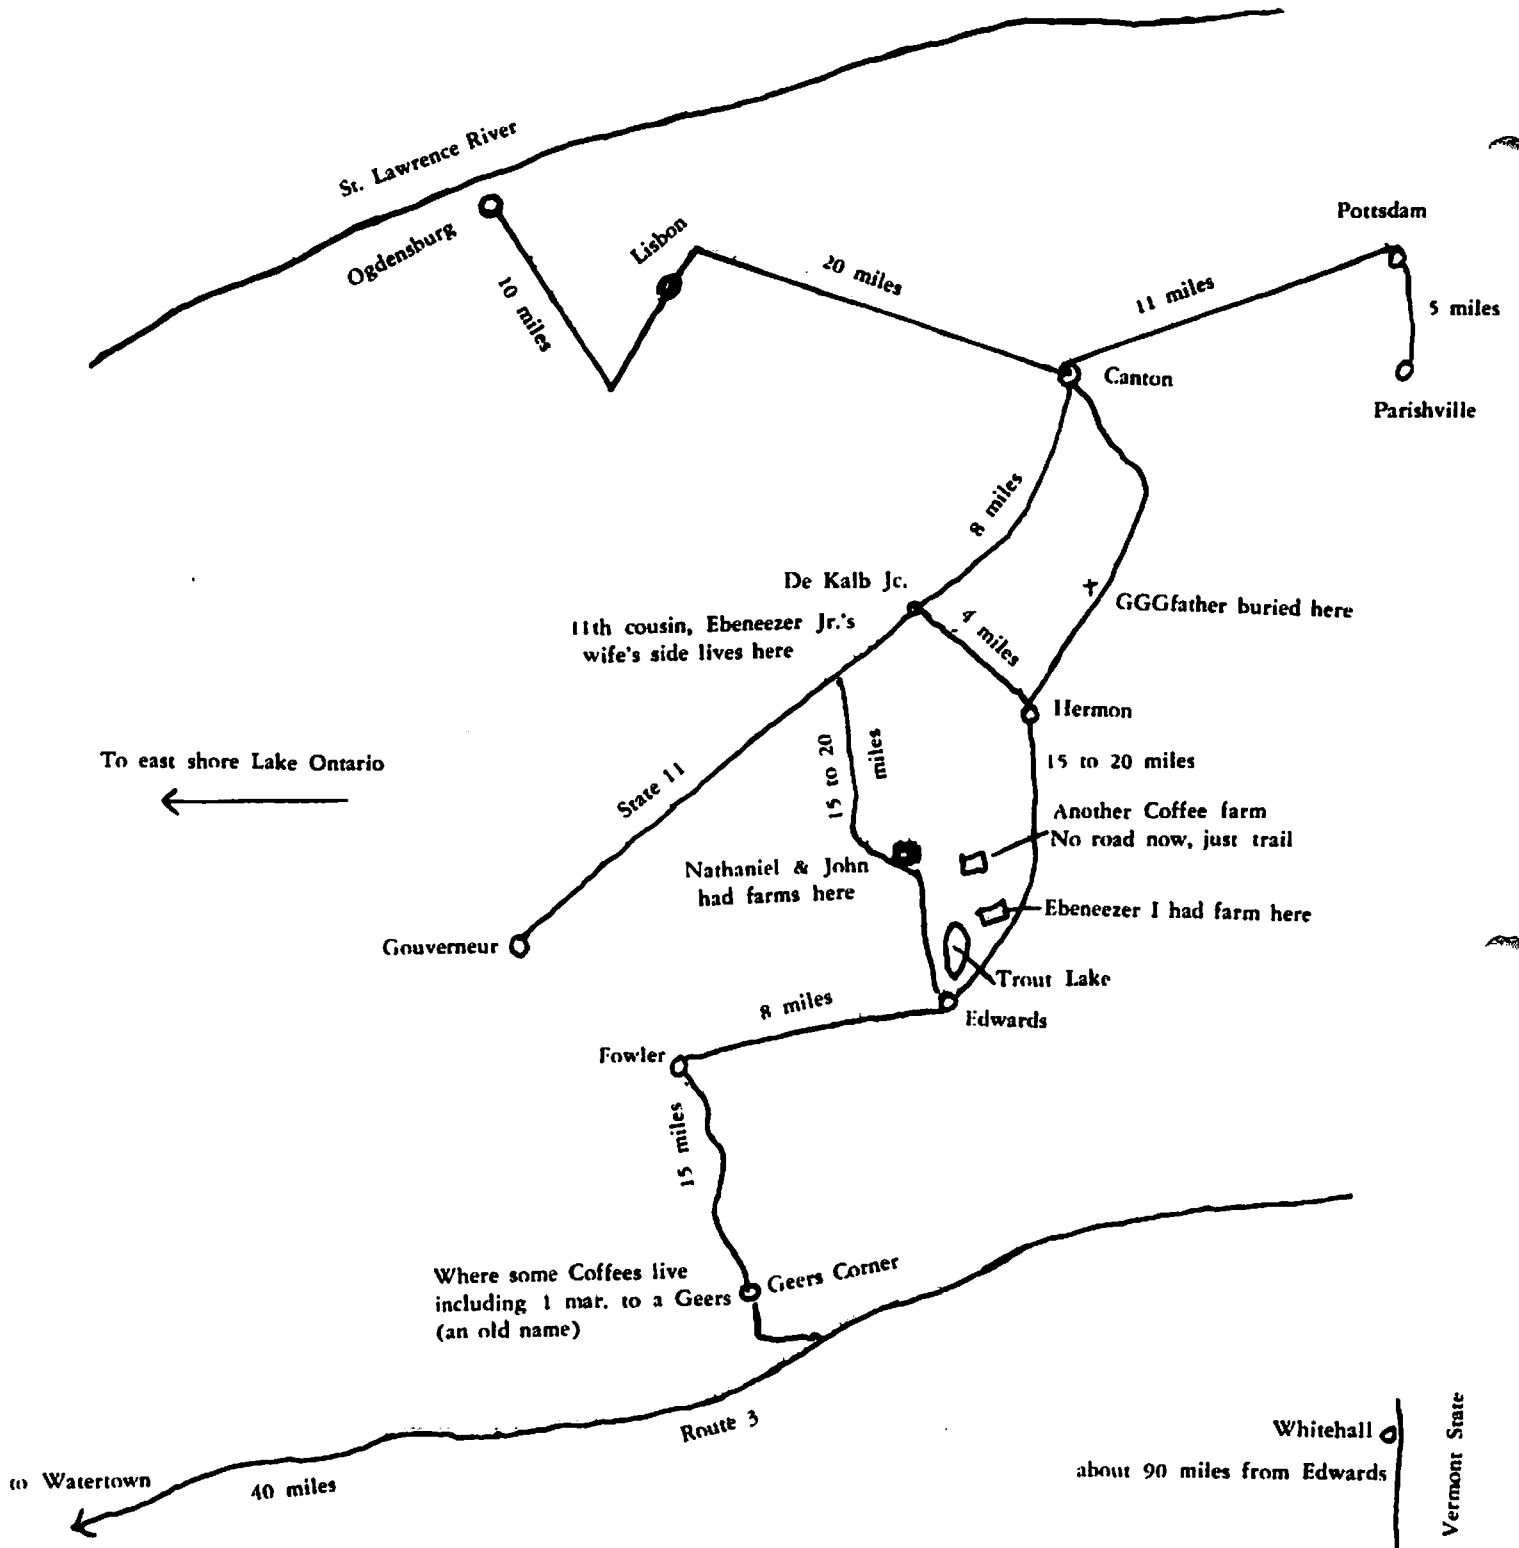 St. Lawrence River
Ogdensburg
Lisbon
Pottsdam
10 miles
20 miles
11 miles
5 miles
Canton
Parishville
8 miles
De Kalb Jc.
4 miles
GGGfather buried here
11th cousin, Ebeneezer Jr.'s
wife's side lives here
Hermon
To east shore Lake Ontario
State 11
15 to 20
miles
15 to 20 miles
Another Coffee farm
No road now, just trail
Nathaniel & John
had farms here
Ebeneezer I had farm here
Gouverneur
Trout Lake
8 miles
Edwards
Fowler
15 miles
Where some Coffees live
including 1 mar. to a Geers
(an old name)
Geers Corner
Route 3
to Watertown
40 miles
Whitehall
about 90 miles from Edwards
Vermont State